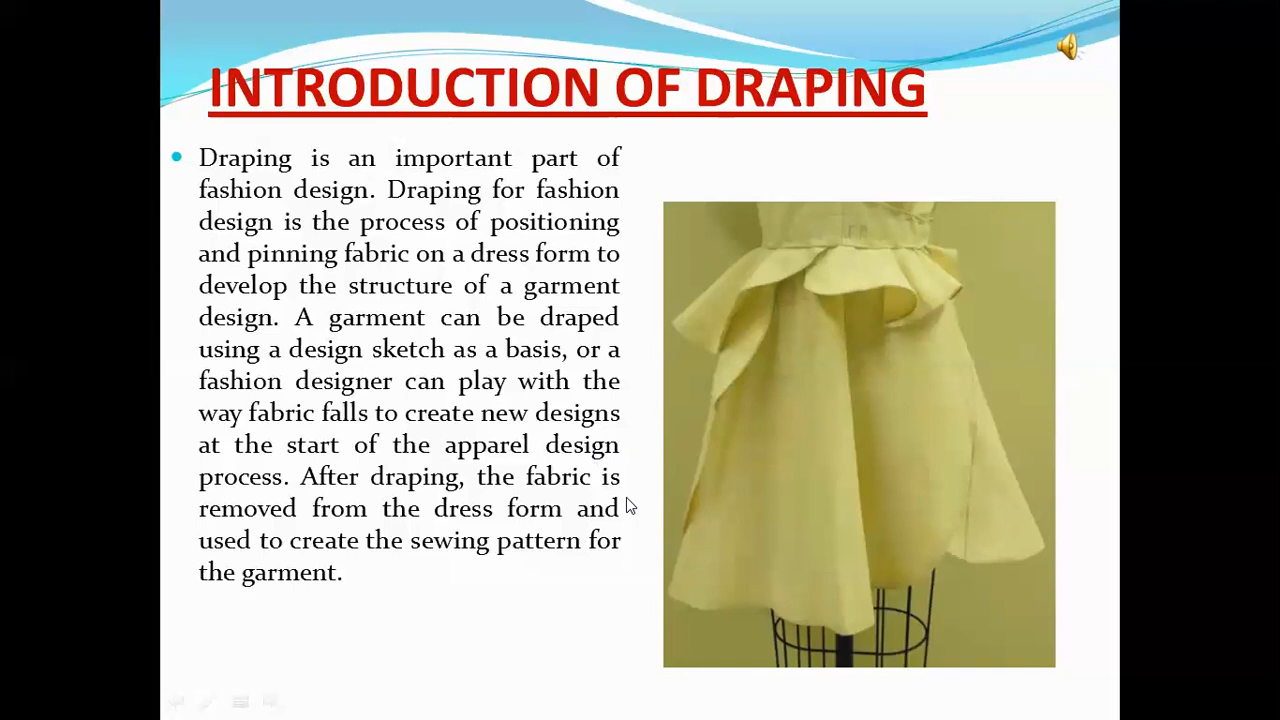 INTRODUCTION OF DRAPING
• Draping is an important part of
fashion design. Draping for fashion
design is the process of positioning
and pinning fabric on a dress form to
develop the structure of a garment
design. A garment can be draped
using a design sketch as a basis, or a
fashion designer can play with the
way fabric falls to create new designs
at the start of the apparel design
process. After draping, the fabric is
removed from the dress form and
used to create the sewing pattern for
the garment.